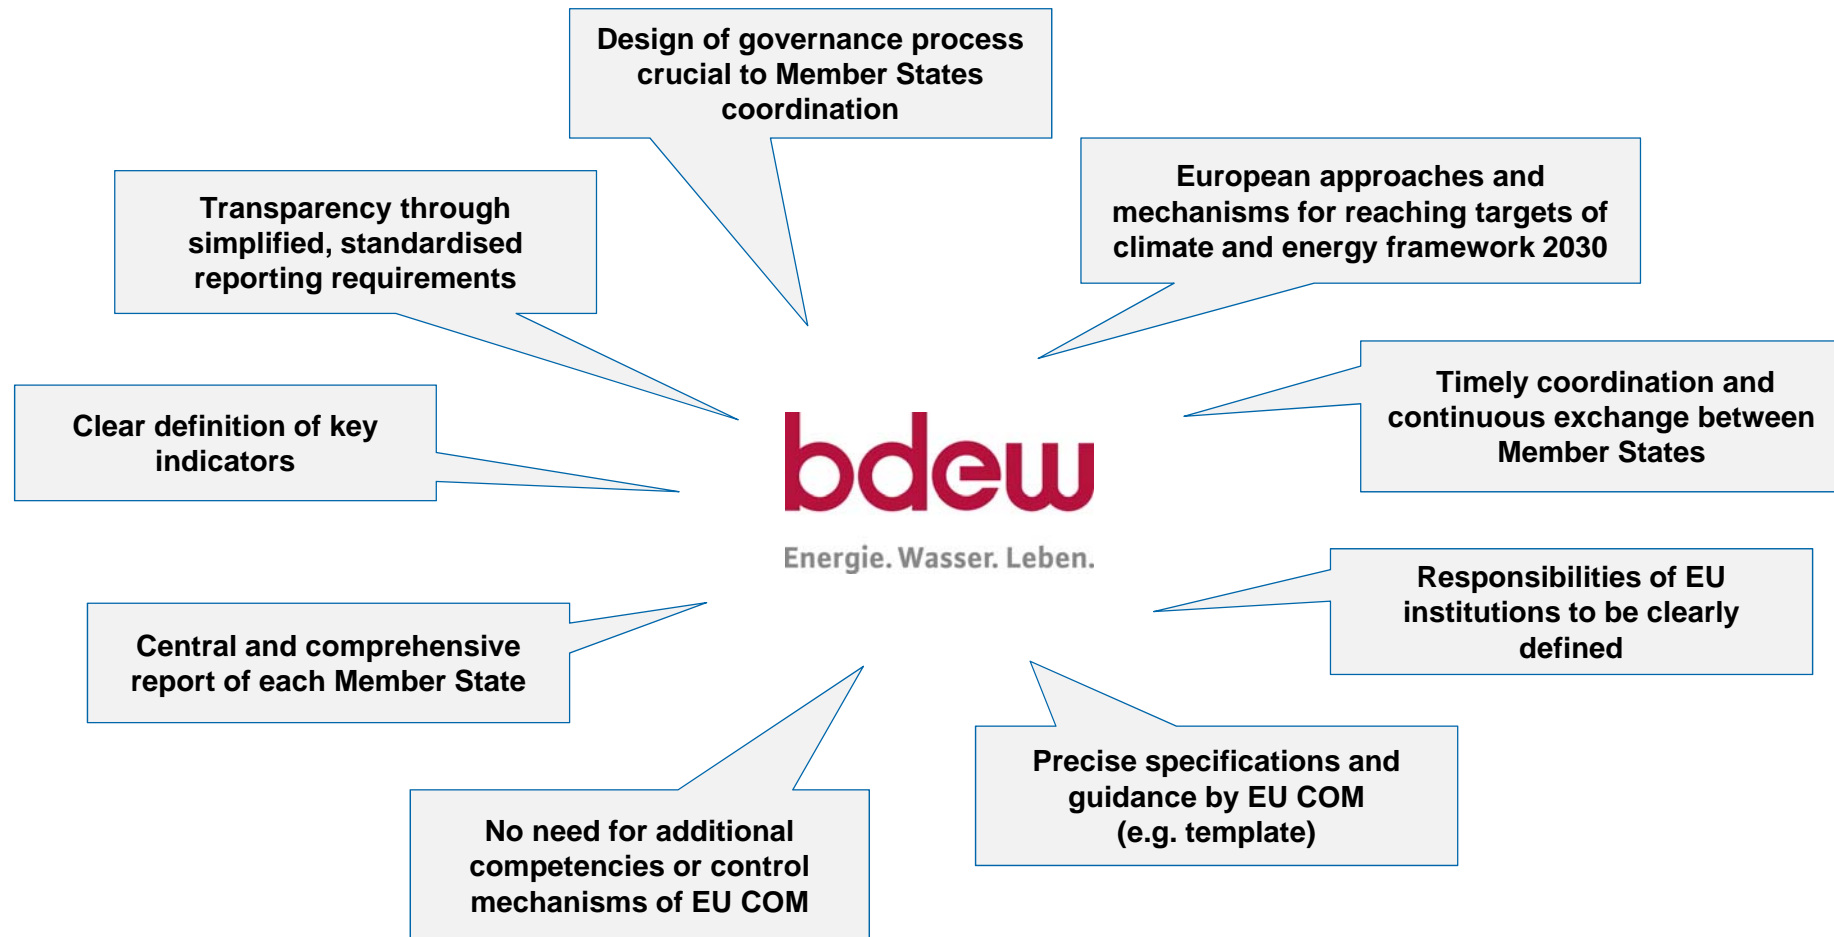 Design of governance process
crucial to Member States
coordination
European approaches and
mechanisms for reaching targets of
climate and energy framework 2030
Transparency through
simplified, standardised
reporting requirements
Timely coordination and
continuous exchange between
Member States
Clear definition of key
indicators
bdew
Energie. Wasser. Leben.
Responsibilities of EU
institutions to be clearly
defined
Central and comprehensive
report of each Member State
Precise specifications and
guidance by EU COM
(e.g. template)
No need for additional
competencies or control
mechanisms of EU COM